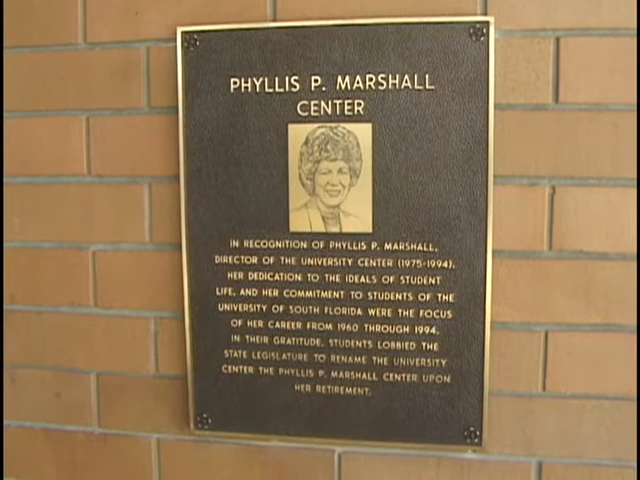 PHYLLIS P. MARSHALL
CENTER
IN RECOGNITION OF PHYLLIS P. MARSHALL,
DIRECTOR OF THE UNIVERSITY CENTER (1975-1994).
HER DEDICATION TO THE IDEALS OF STUDENT
LIFE, AND HER COMMITMENT TO STUDENTS OF THE
UNIVERSITY OF SOUTH FLORIDA WERE THE FOCUS
OF HER CAREER FROM 1960 THROUGH 1994.
IN THEIR GRATITUDE, STUDENTS LOBBIED THE
STATE LEGISLATURE TO RENAME THE UNIVERSITY
CENTER THE PHYLLIS P. MARSHALL CENTER UPON
HER RETIREMENT.